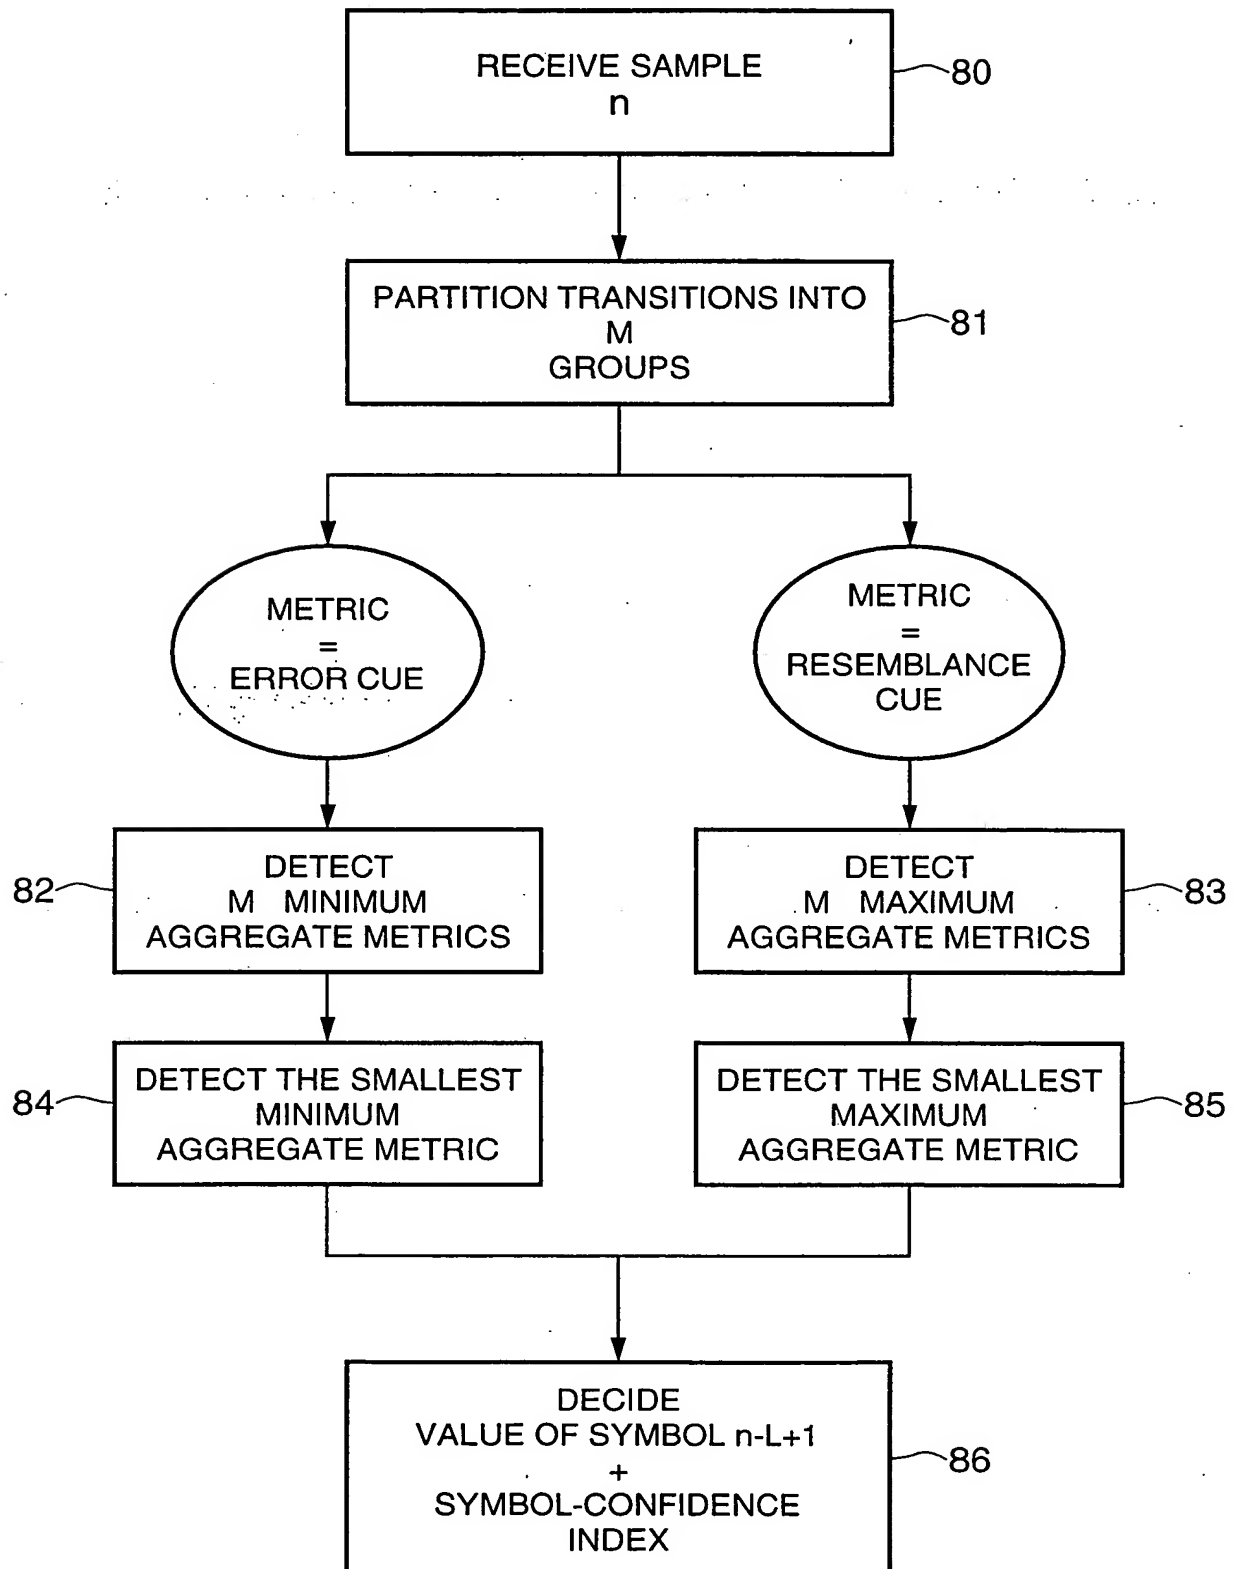 RECEIVE SAMPLE
n
80
PARTITION TRANSITIONS INTO
M
GROUPS
81
METRIC
=
ERROR CUE
METRIC
=
RESEMBLANCE
CUE
DETECT
M MINIMUM
AGGREGATE METRICS
82
DETECT
M MAXIMUM
AGGREGATE METRICS
83
DETECT THE SMALLEST
MINIMUM
AGGREGATE METRIC
84
DETECT THE SMALLEST
MAXIMUM
AGGREGATE METRIC
85
DECIDE
VALUE OF SYMBOL n-L+1
+
SYMBOL-CONFIDENCE
INDEX
86